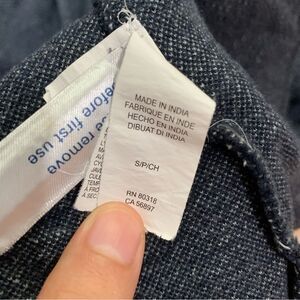 MADE IN INDIA
FABRIQUE EN INDE
HECHO EN INDIA
DIBUAT DI INDIA
S/P/CH
RN 80318
CA 56897
remove
before first use